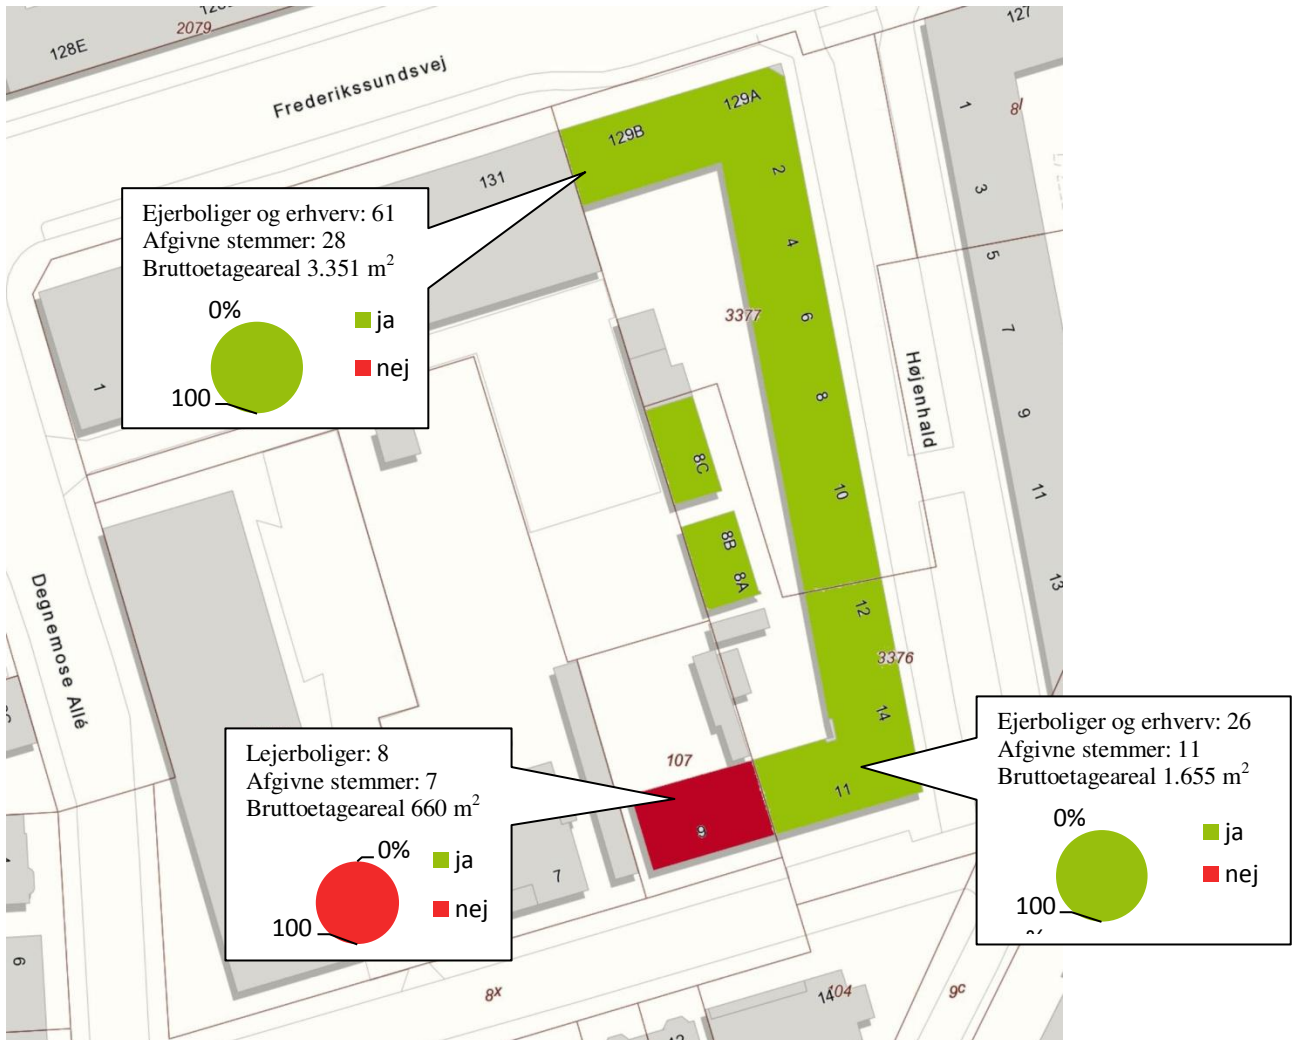 128E
2079
Frederikssundsvej
127
129A
129B
131
1
8l
2
3
4
5
6
3377
7
8
Højenhald
9
10
11
12
13
14
3376
8C
8B
8A
1
Degnemose Allé
107
9
11
7
6
8x
14
104
9c
Ejerboliger og erhverv: 61
Afgivne stemmer: 28
Bruttoetageareal 3.351 m²
0%
100
ja
nej
Lejerboliger: 8
Afgivne stemmer: 7
Bruttoetageareal 660 m²
0%
100
ja
nej
Ejerboliger og erhverv: 26
Afgivne stemmer: 11
Bruttoetageareal 1.655 m²
0%
100
ja
nej